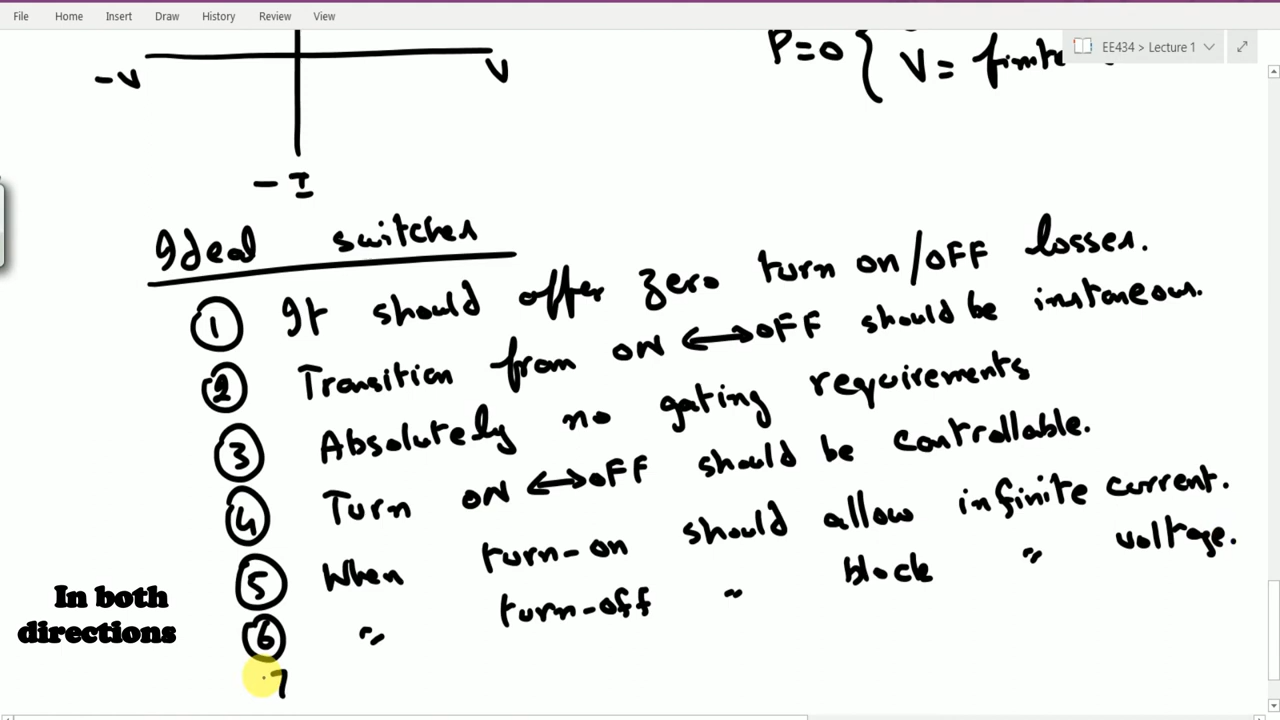 File Home Insert Draw History Review View
EE434 > Lecture 1
-V V
P=0 { V= finite
-I
Ideal switches
1 It should offer zero turn on/OFF losses.
2 Transition from ON ↔ OFF should be instaneous.
3 Absolutely no gating requirements
4 Turn ON ↔ OFF should be controllable.
5 When turn-on should allow infinite current.
6 " turn-off " block " voltage.
7
In both
directions